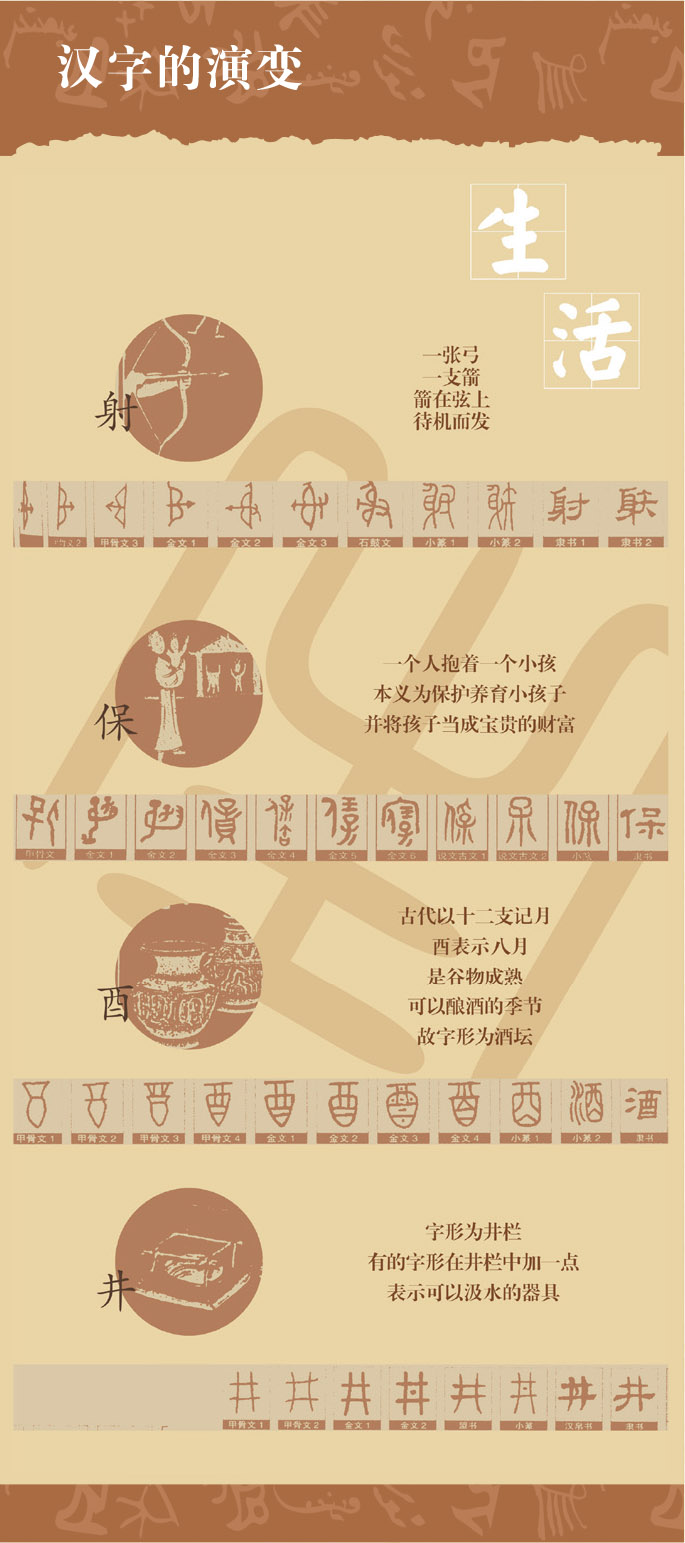 汉字的演变
生
活
射
一张弓
一支箭
箭在弦上
待机而发
甲骨文2 甲骨文3 金文1 金文2 金文3 石鼓文 小篆1 小篆2 隶书1 隶书2
保
一个人抱着一个小孩
本义为保护养育小孩子
并将孩子当成宝贵的财富
甲骨文 金文1 金文2 金文3 金文4 金文5 金文6 说文古文1 说文古文2 小篆 隶书
酉
古代以十二支记月
酉表示八月
是谷物成熟
可以酿酒的季节
故字形为酒坛
甲骨文1 甲骨文2 甲骨文3 甲骨文4 金文1 金文2 金文3 金文4 小篆1 小篆2 隶书
井
字形为井栏
有的字形在井栏中加一点
表示可以汲水的器具
甲骨文1 甲骨文2 金文1 金文2 盟书 小篆 汉帛书 隶书